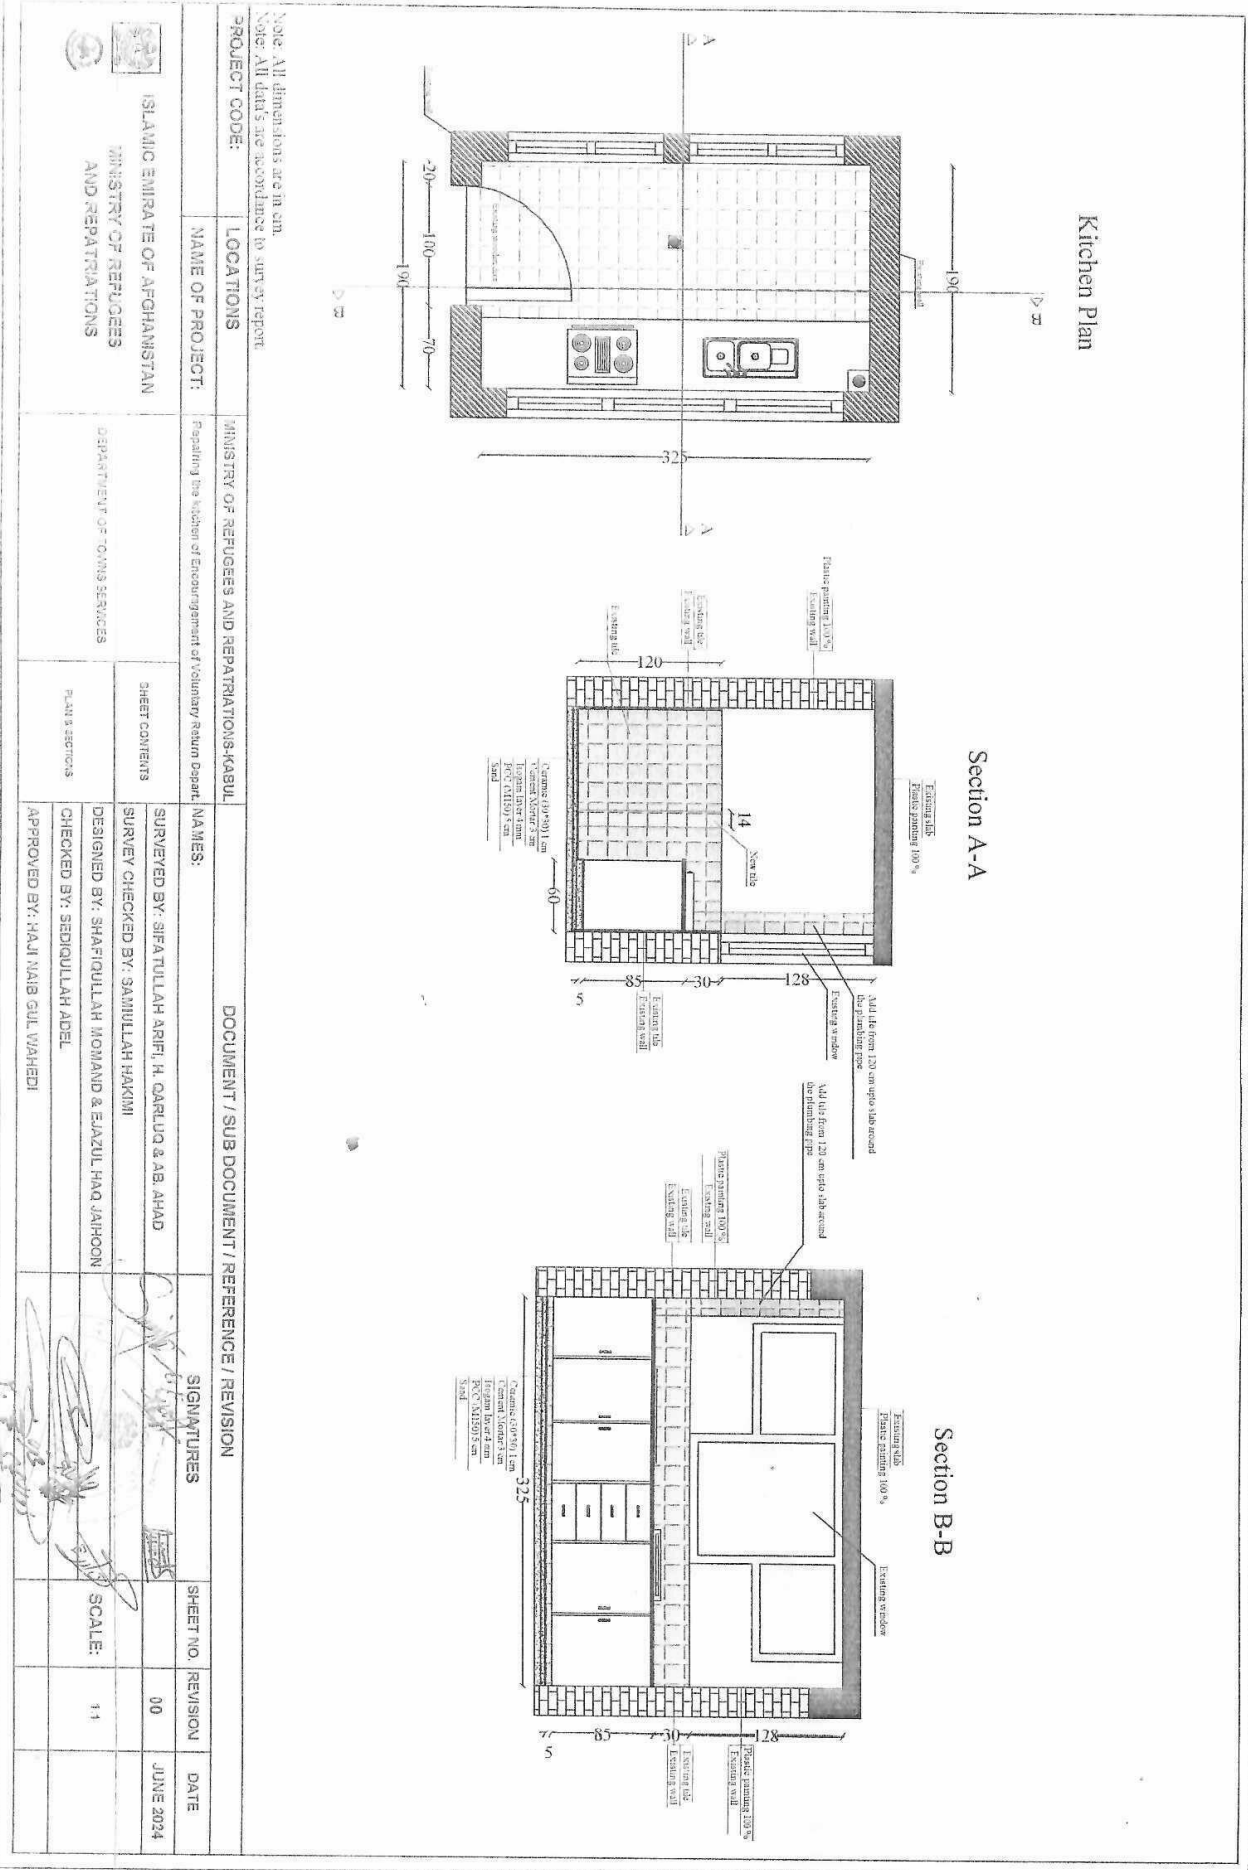 Kitchen Plan
Section A-A
Section B-B
A
A
B
B
190
20
100
70
190
325
Existing wall
Plastic painting 100%
Existing wall
Existing tile
Existing wall
Existing tile
120
Existing slab
Plastic painting 100%
14
New tile
60
Ceramic (30*30) 1 cm
Cement Mortar 3 cm
Isogam layer 4 mm
PCC (M150) 5 cm
Sand
128
30
85
5
Add tile from 120 cm upto slab around
the plumbing pipe
Existing window
Existing tile
Existing wall
Add tile from 120 cm upto slab around
the plumbing pipe
Plastic painting 100%
Existing wall
Existing tile
Existing wall
Existing slab
Plastic painting 100%
Existing window
Ceramic (30*30) 1 cm
Cement Mortar 3 cm
Isogam layer 4 mm
PCC (M150) 5 cm
Sand
325
128
30
85
5
Plastic painting 100%
Existing wall
Existing tile
Existing wall
Note: All dimensions are in cm.
Note: All data's are accordance to survey report.
PROJECT CODE:
LOCATIONS
MINISTRY OF REFUGEES AND REPATRIATIONS-KABUL
DOCUMENT / SUB DOCUMENT / REFERENCE / REVISION
NAME OF PROJECT:
Repairing the kitchen of Encouragement of Voluntary Return Depart.
NAMES:
SIGNATURES
SHEET NO.
REVISION
DATE
ISLAMIC EMIRATE OF AFGHANISTAN
MINISTRY OF REFUGEES
AND REPATRIATIONS
DEPARTMENT OF TOWNS SERVICES
SHEET CONTENTS
PLAN & SECTIONS
SURVEYED BY: SIFATULLAH ARIFI, H. QARLUQ & AB. AHAD
00
JUNE 2024
SURVEY CHECKED BY: SAMIULLAH HAKIMI
DESIGNED BY: SHAFIQULLAH MOMAND & EJAZUL HAQ JAIHOON
SCALE:
1:1
CHECKED BY: SEDIQULLAH ADEL
APPROVED BY: HAJI NAIB GUL WAHEDI